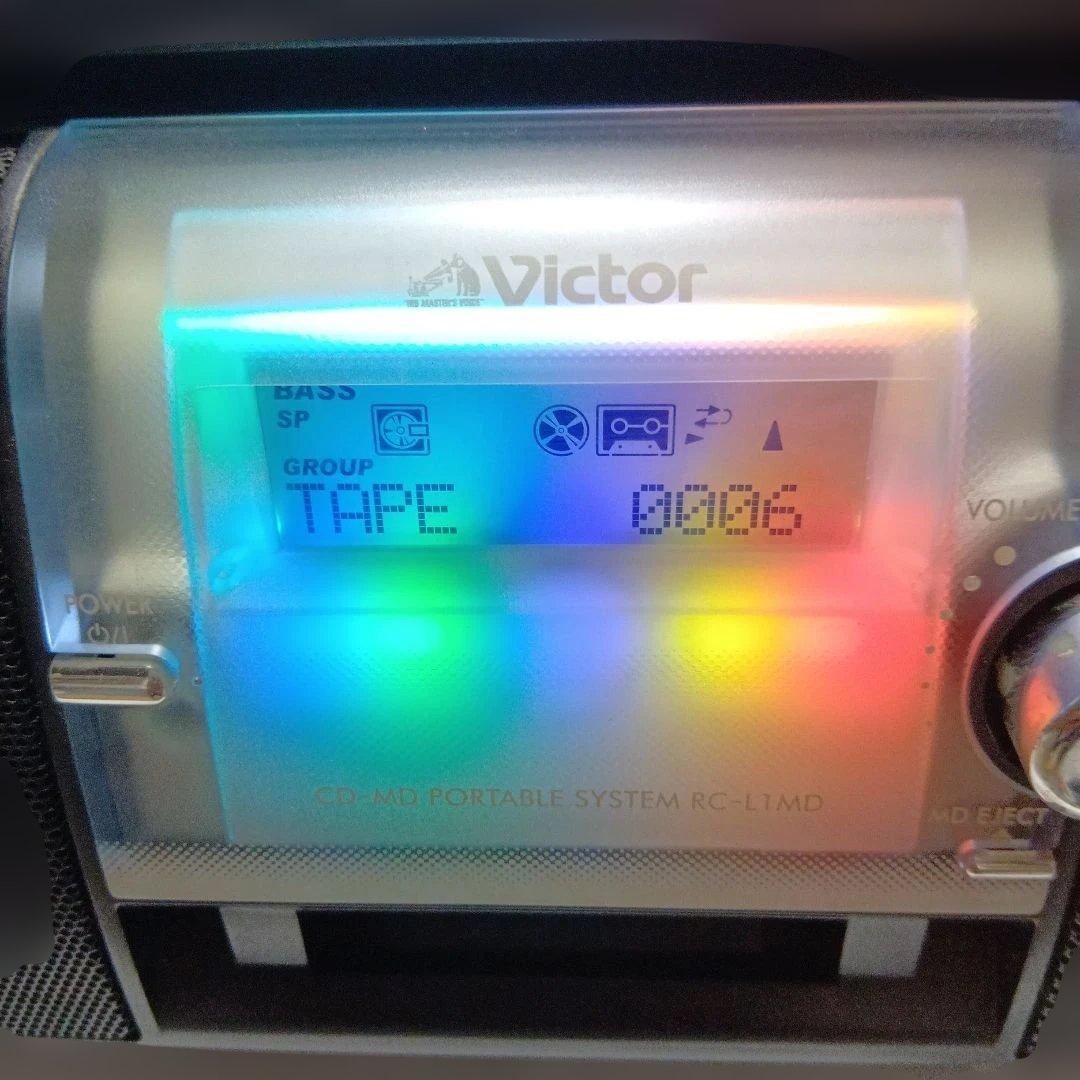 Victor
"HIS MASTER'S VOICE"
BASS
SP
GROUP
TAPE 0006
VOLUME
POWER
⏻/|
CD-MD PORTABLE SYSTEM RC-L1MD
MD EJECT